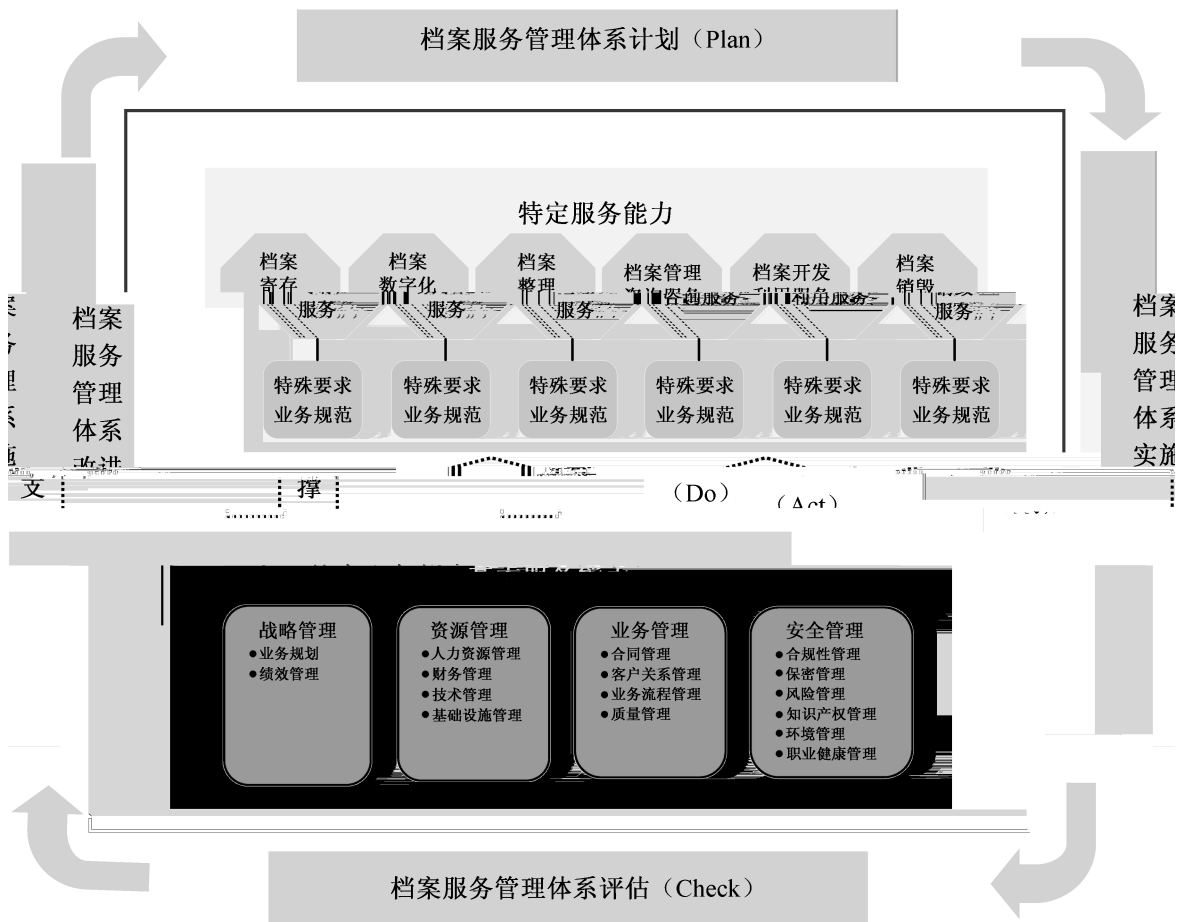 档案服务管理体系计划（Plan）
特定服务能力
档案
寄存
服务
档案
数字化
服务
档案
整理
服务
档案管理
咨询服务
档案开发
利用服务
档案
销毁
服务
特殊要求
业务规范
特殊要求
业务规范
特殊要求
业务规范
特殊要求
业务规范
特殊要求
业务规范
特殊要求
业务规范
档案
服务
管理
体系
改进
（Act）
档案
服务
管理
体系
实施
（Do）
支
撑
战略管理
●业务规划
●绩效管理
资源管理
●人力资源管理
●财务管理
●技术管理
●基础设施管理
业务管理
●合同管理
●客户关系管理
●业务流程管理
●质量管理
安全管理
●合规性管理
●保密管理
●风险管理
●知识产权管理
●环境管理
●职业健康管理
档案服务管理体系评估（Check）